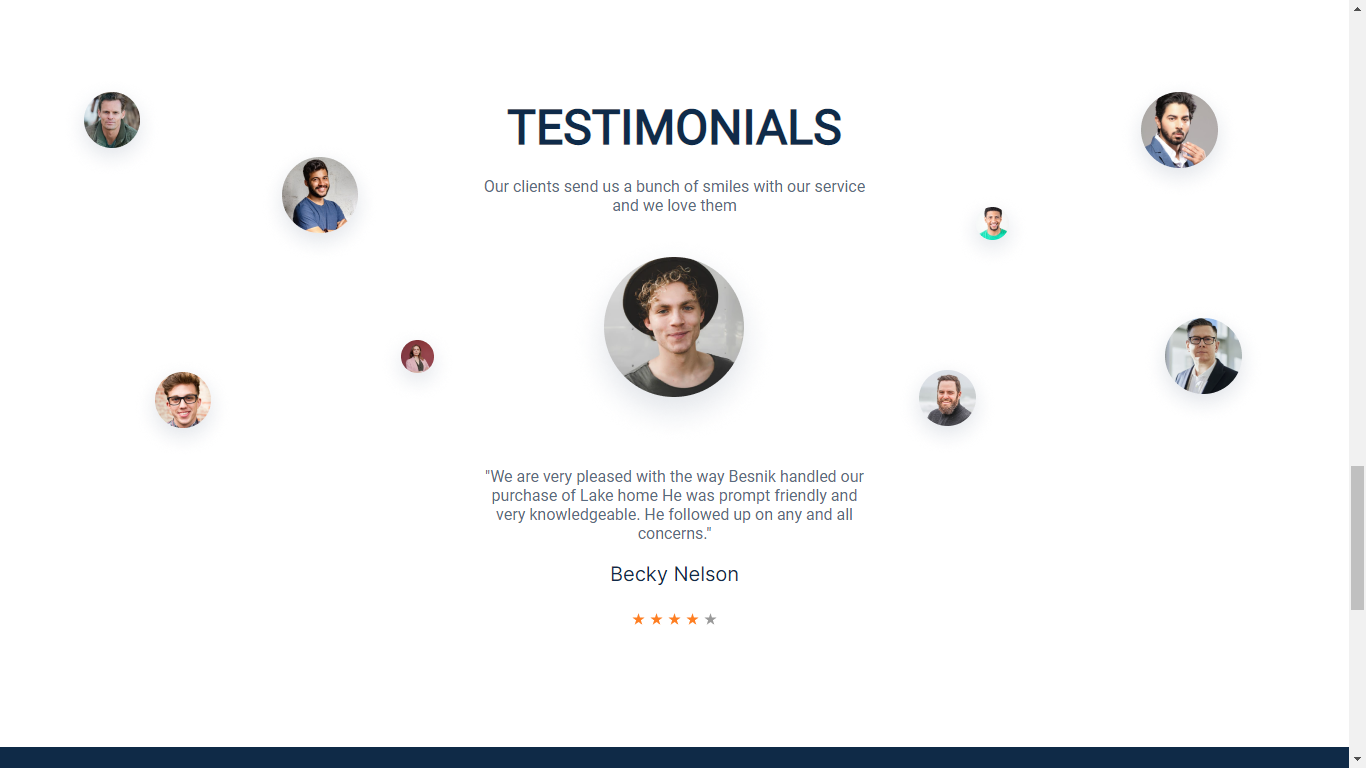 TESTIMONIALS
Our clients send us a bunch of smiles with our service
and we love them
"We are very pleased with the way Besnik handled our
purchase of Lake home He was prompt friendly and
very knowledgeable. He followed up on any and all
concerns."
Becky Nelson